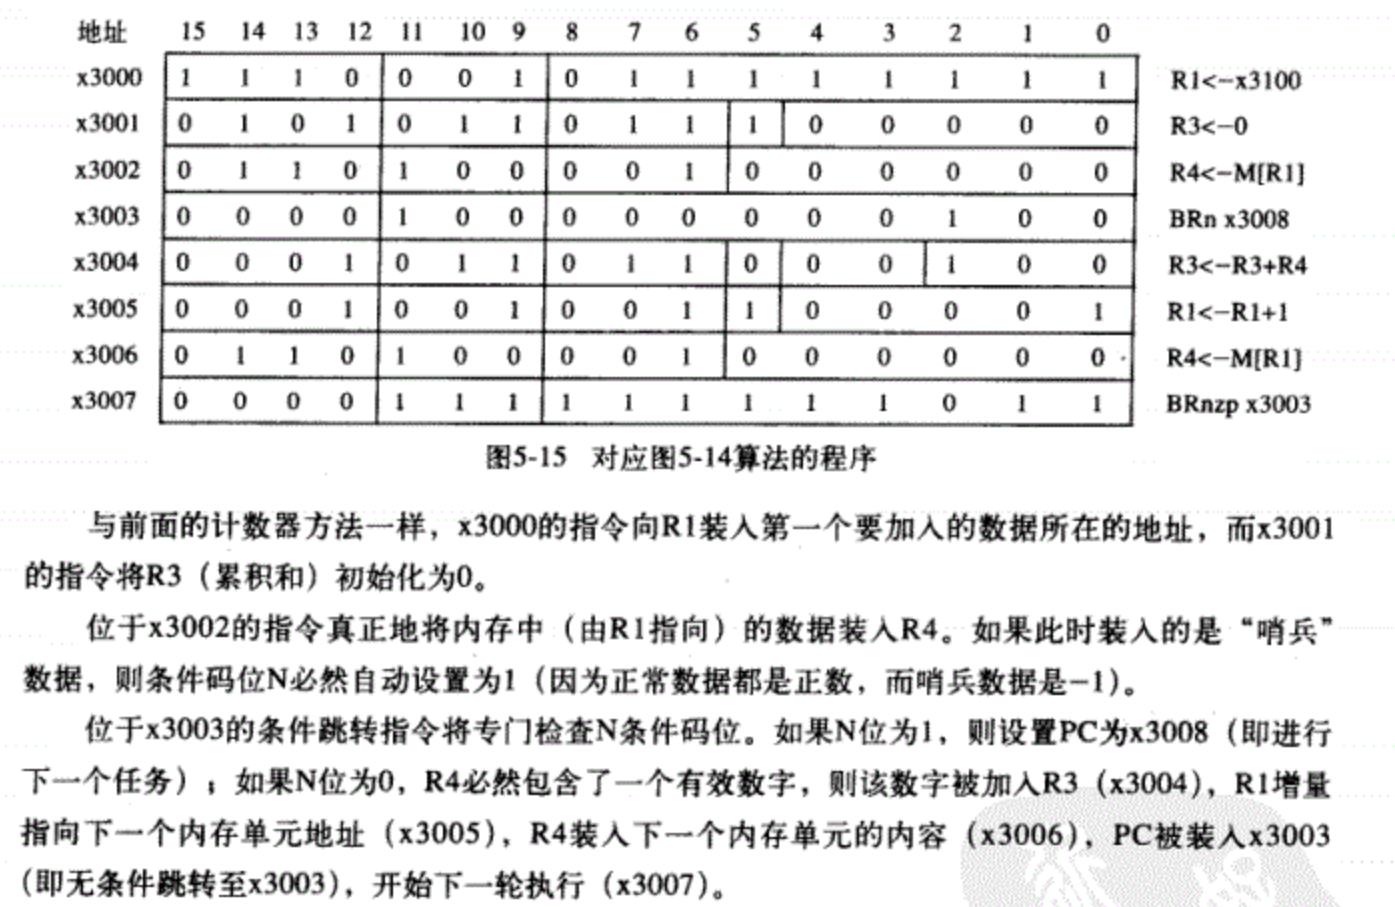 地址 15 14 13 12 11 10 9 8 7 6 5 4 3 2 1 0
x3000 1 1 1 0 0 0 1 0 1 1 1 1 1 1 1 1 R1<-x3100
x3001 0 1 0 1 0 1 1 0 1 1 1 0 0 0 0 0 R3<-0
x3002 0 1 1 0 1 0 0 0 0 1 0 0 0 0 0 0 R4<-M[R1]
x3003 0 0 0 0 1 0 0 0 0 0 0 0 0 1 0 0 BRn x3008
x3004 0 0 0 1 0 1 1 0 1 1 0 0 0 1 0 0 R3<-R3+R4
x3005 0 0 0 1 0 0 1 0 0 1 1 0 0 0 0 1 R1<-R1+1
x3006 0 1 1 0 1 0 0 0 0 1 0 0 0 0 0 0 R4<-M[R1]
x3007 0 0 0 0 1 1 1 1 1 1 1 1 1 0 1 1 BRnzp x3003
图5-15 对应图5-14算法的程序
与前面的计数器方法一样，x3000的指令向R1装入第一个要加入的数据所在的地址，而x3001
的指令将R3（累积和）初始化为0。
位于x3002的指令真正地将内存中（由R1指向）的数据装入R4。如果此时装入的是“哨兵”
数据，则条件码位N必然自动设置为1（因为正常数据都是正数，而哨兵数据是-1）。
位于x3003的条件跳转指令将专门检查N条件码位。如果N位为1，则设置PC为x3008（即进行
下一个任务）；如果N位为0，R4必然包含了一个有效数字，则该数字被加入R3（x3004），R1增量
指向下一个内存单元地址（x3005），R4装入下一个内存单元的内容（x3006），PC被装入x3003
（即无条件跳转至x3003），开始下一轮执行（x3007）。